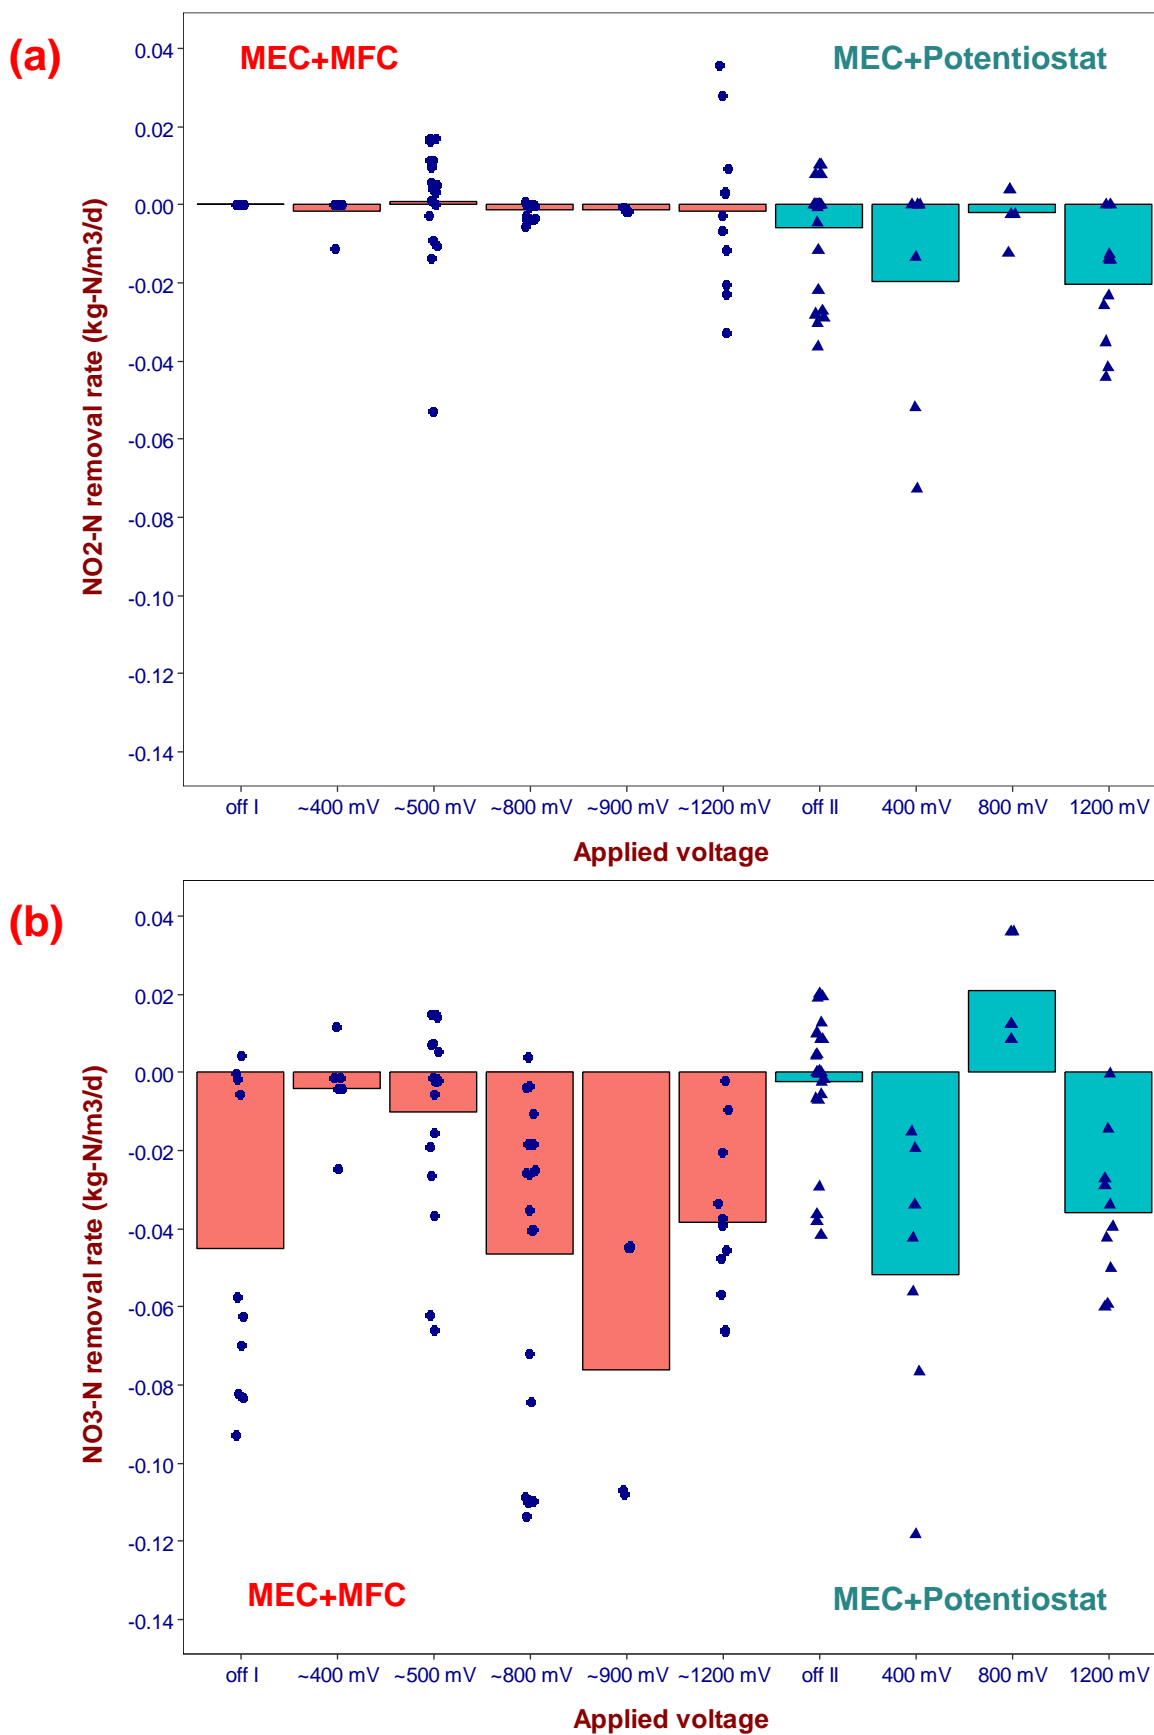 (a)
MEC+MFC
MEC+Potentiostat
NO2-N removal rate (kg-N/m3/d)
0.04
0.02
0.00
-0.02
-0.04
-0.06
-0.08
-0.10
-0.12
-0.14
off I
~400 mV
~500 mV
~800 mV
~900 mV
~1200 mV
off II
400 mV
800 mV
1200 mV
Applied voltage
(b)
NO3-N removal rate (kg-N/m3/d)
0.04
0.02
0.00
-0.02
-0.04
-0.06
-0.08
-0.10
-0.12
-0.14
MEC+MFC
MEC+Potentiostat
off I
~400 mV
~500 mV
~800 mV
~900 mV
~1200 mV
off II
400 mV
800 mV
1200 mV
Applied voltage